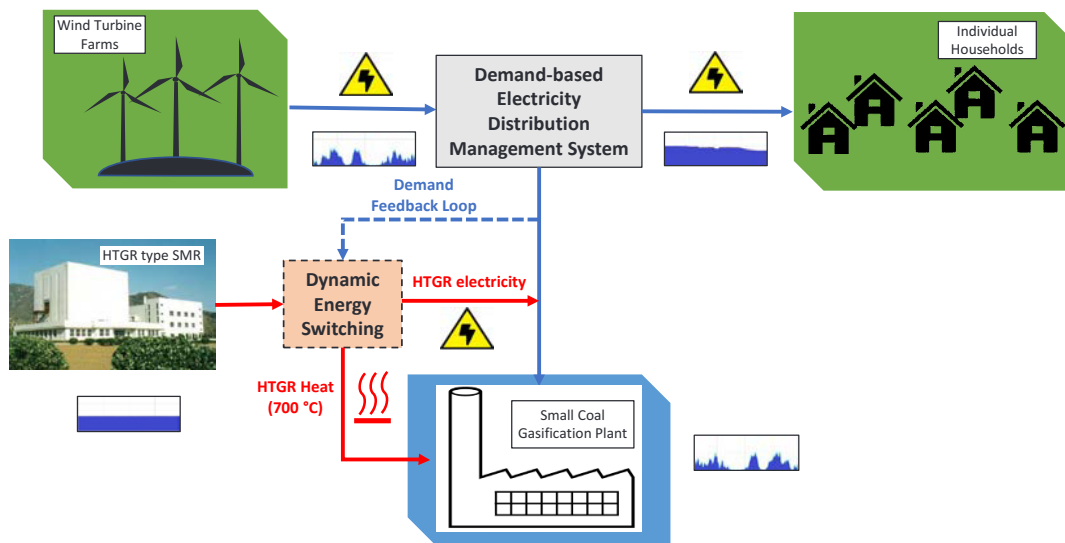 Wind Turbine
Farms
Demand-based
Electricity
Distribution
Management System
Individual
Households
Demand
Feedback Loop
HTGR type SMR
Dynamic
Energy
Switching
HTGR electricity
HTGR Heat
(700 °C)
Small Coal
Gasification Plant